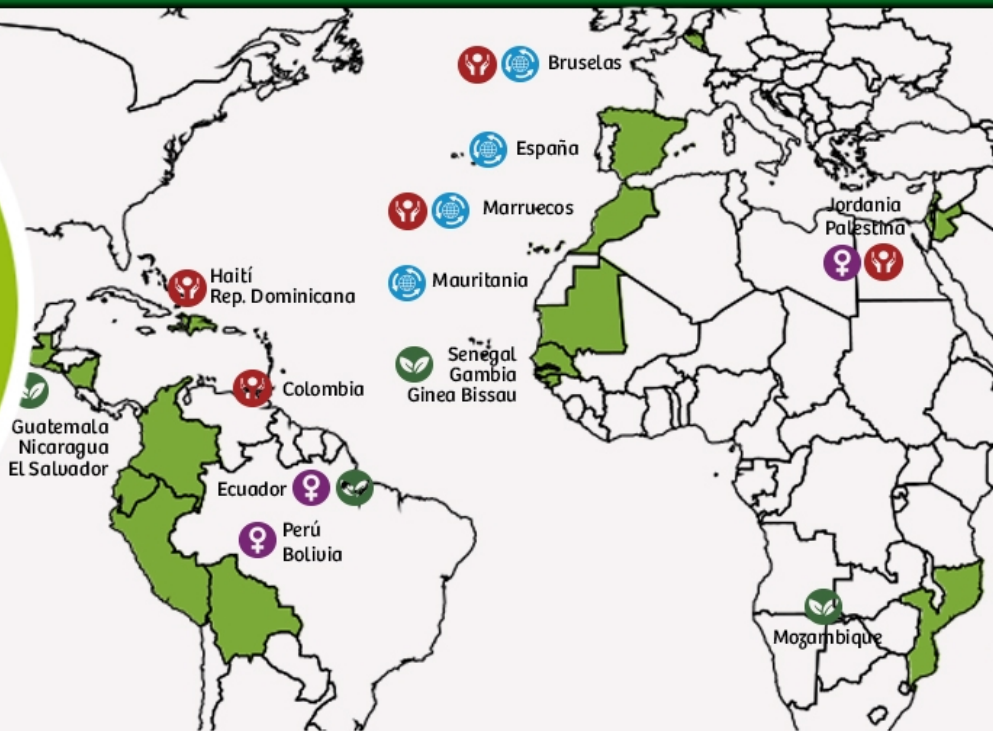 Bruselas
España
Marruecos
Jordania
Palestina
Haití
Rep. Dominicana
Mauritania
Senegal
Gambia
Ginea Bissau
Colombia
Guatemala
Nicaragua
El Salvador
Ecuador
Perú
Bolivia
Mozambique